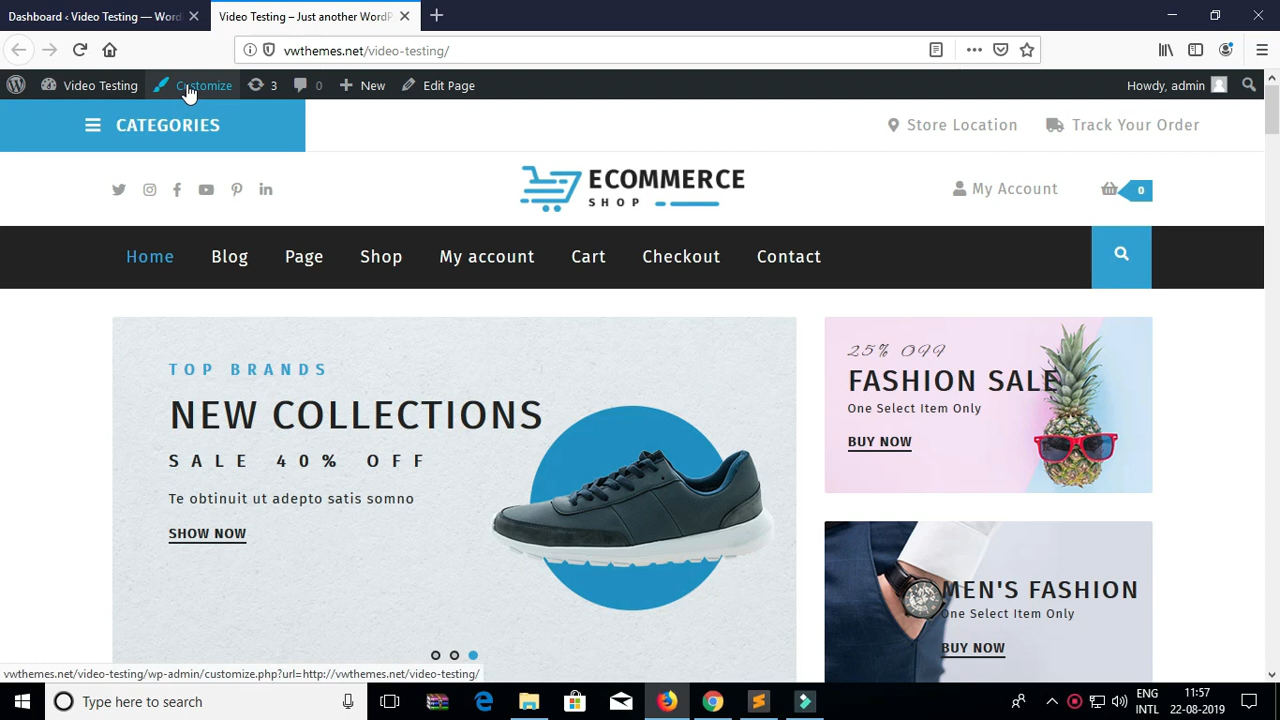 Dashboard ‹ Video Testing — Word
Video Testing – Just another WordP
vwthemes.net/video-testing/
Video Testing
Customize
3
0
New
Edit Page
Howdy, admin
CATEGORIES
Store Location
Track Your Order
ECOMMERCE
SHOP
My Account
0
Home
Blog
Page
Shop
My account
Cart
Checkout
Contact
TOP BRANDS
NEW COLLECTIONS
SALE 40% OFF
Te obtinuit ut adepto satis somno
SHOW NOW
25% OFF
FASHION SALE
One Select Item Only
BUY NOW
MEN'S FASHION
One Select Item Only
BUY NOW
vwthemes.net/video-testing/wp-admin/customize.php?url=http://vwthemes.net/video-testing/
Type here to search
ENG
INTL
11:57
22-08-2019